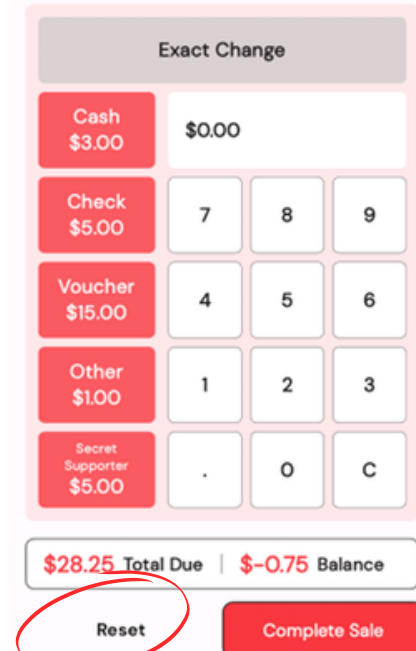 Exact Change
Cash
$3.00
$0.00
Check
$5.00
7 8 9
Voucher
$15.00
4 5 6
Other
$1.00
1 2 3
Secret
Supporter
$5.00
. 0 C
$28.25 Total Due | $-0.75 Balance
Reset
Complete Sale